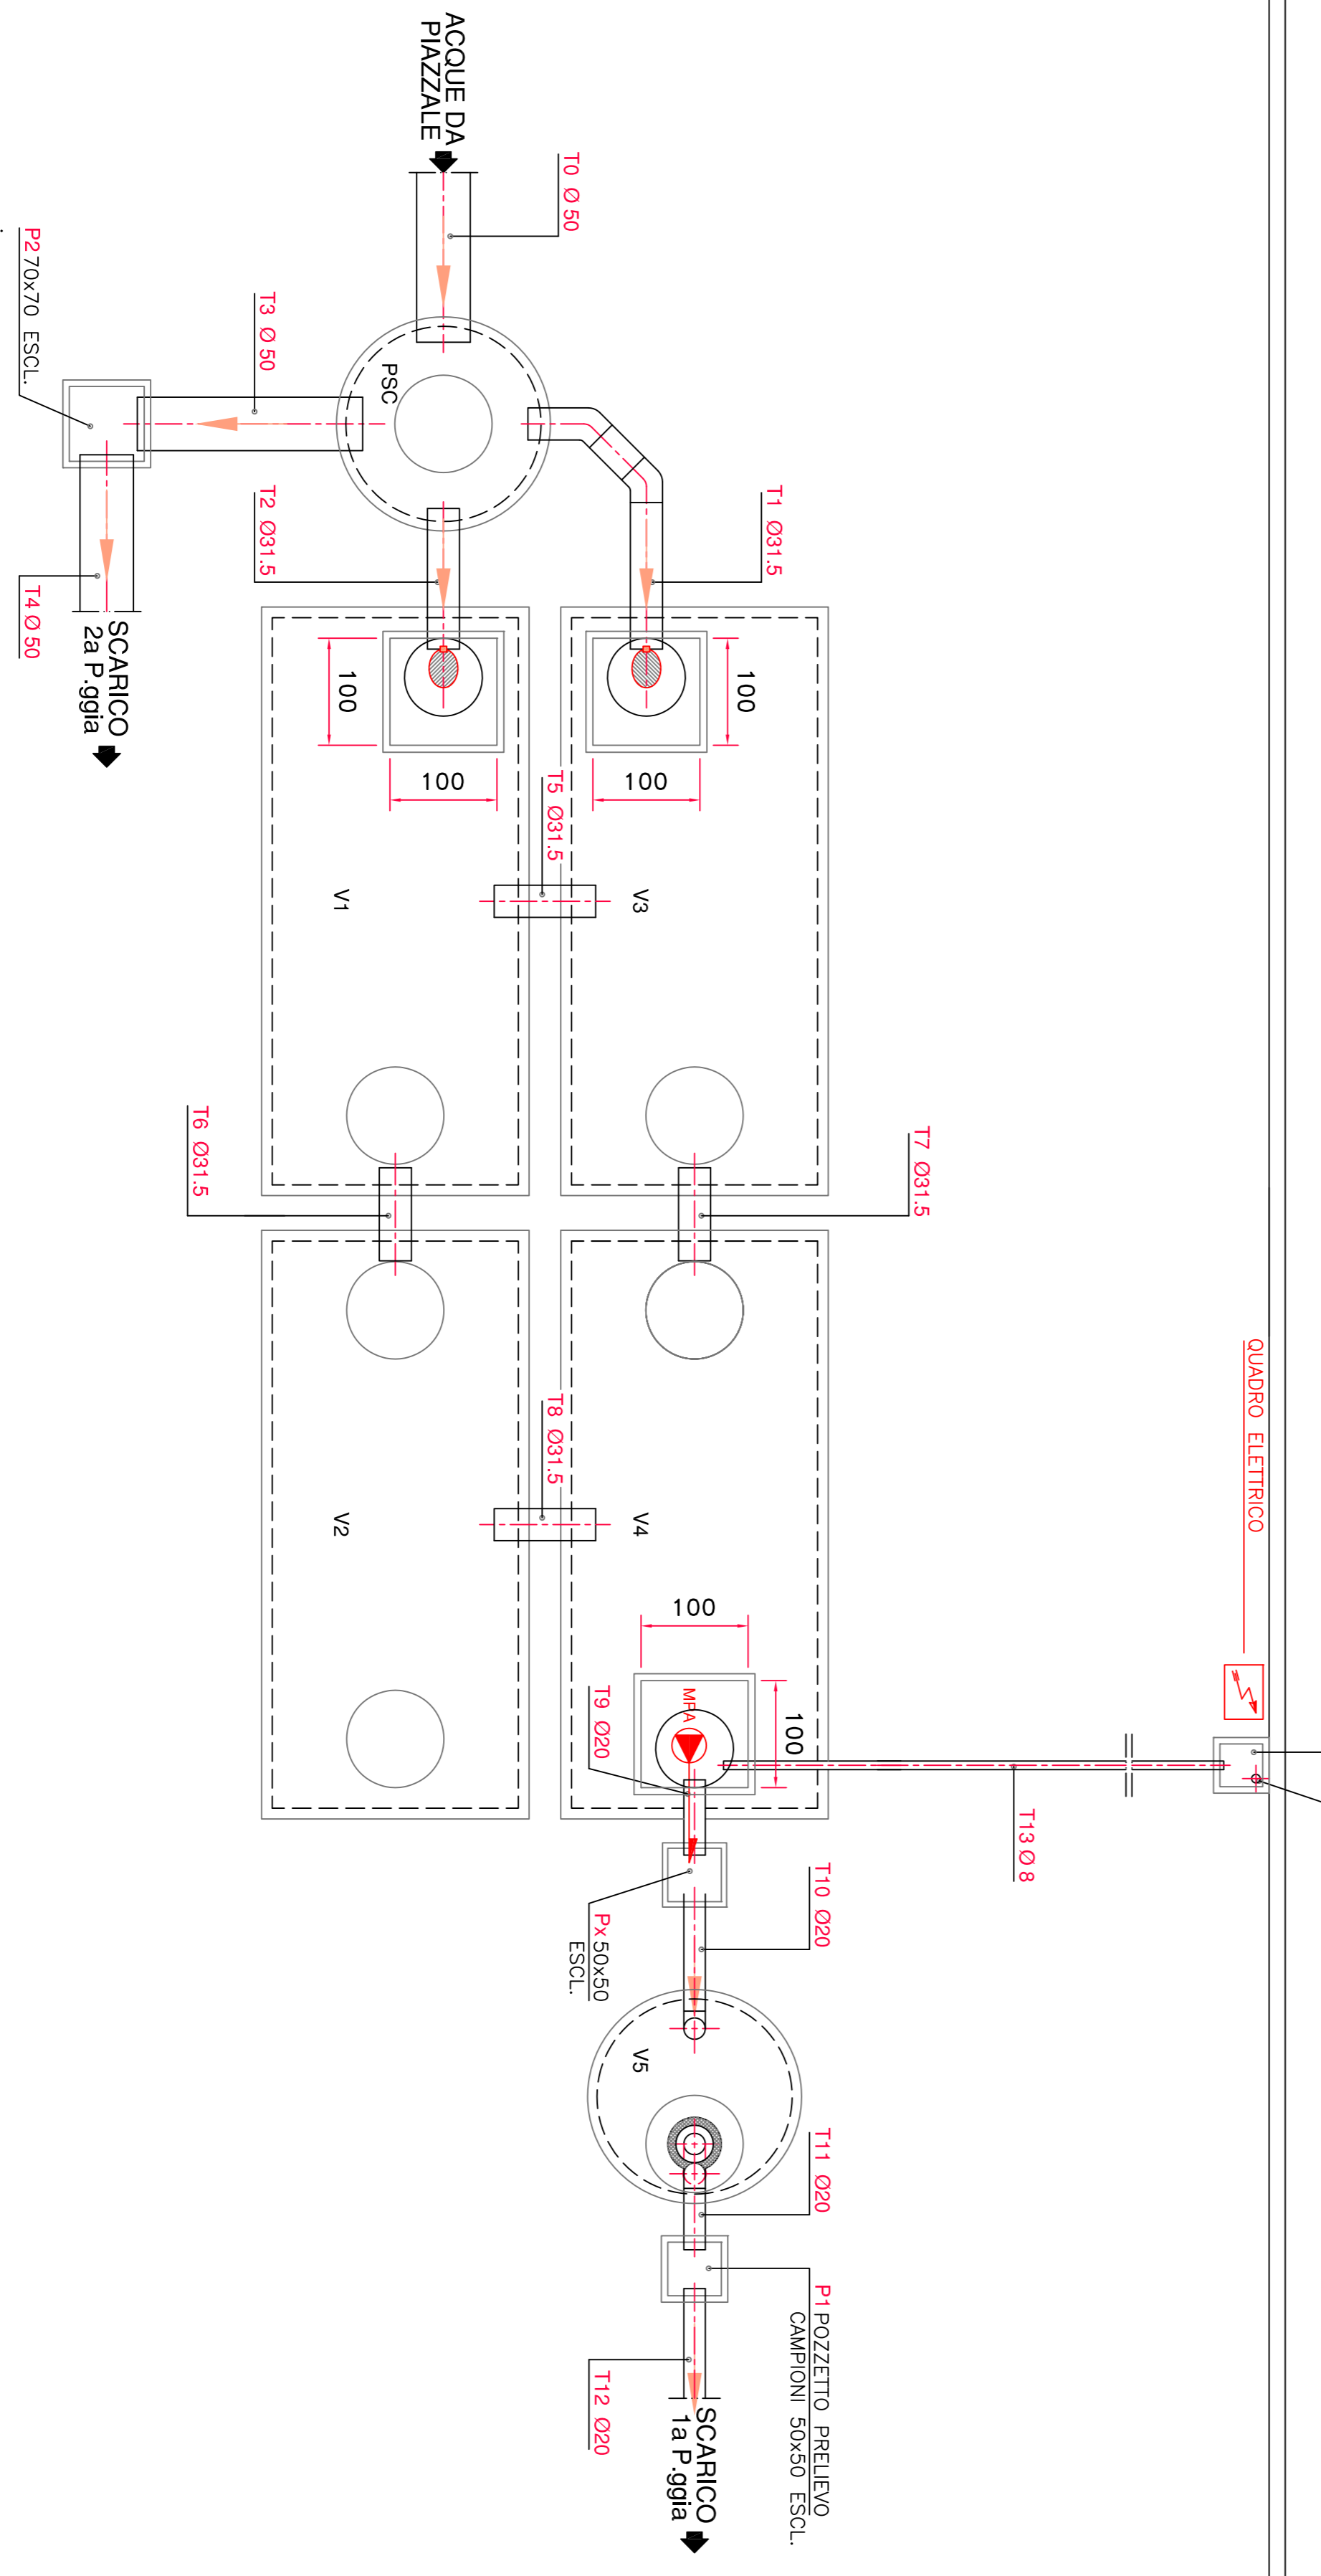 ACQUE DA
PIAZZALE
T0 Ø 50
T3 Ø 50
P2 70x70 ESCL.
PSC
T2 Ø31.5
T1 Ø31.5
T4 Ø 50
SCARICO
2a P.ggia
100
100
100
100
T5 Ø31.5
V1
V3
T6 Ø31.5
T7 Ø31.5
QUADRO ELETTRICO
T8 Ø31.5
V2
V4
100
100
MPA
T9 Ø20
T13 Ø 8
T10 Ø20
Px 50x50
ESCL.
V5
T11 Ø20
P1 POZZETTO PRELIEVO
CAMPIONI 50x50 ESCL.
T12 Ø20
SCARICO
1a P.ggia